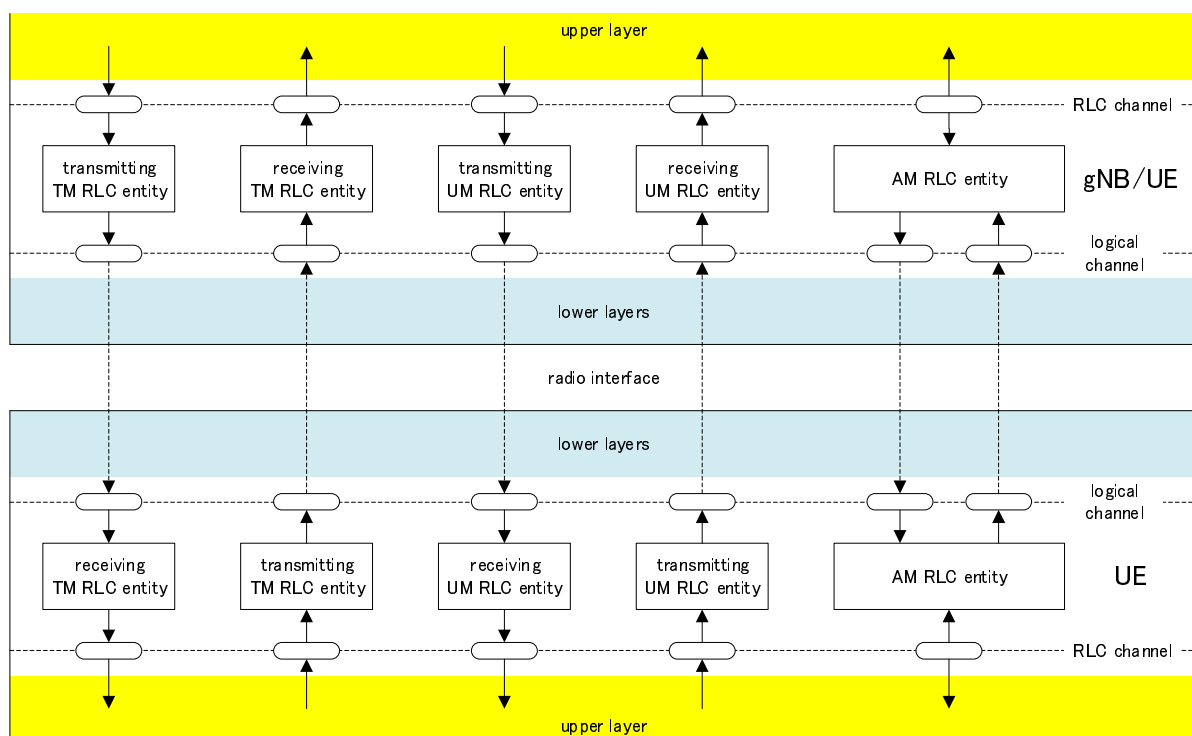 upper layer
RLC channel
transmitting
TM RLC entity
receiving
TM RLC entity
transmitting
UM RLC entity
receiving
UM RLC entity
AM RLC entity
gNB/UE
logical
channel
lower layers
radio interface
lower layers
logical
channel
receiving
TM RLC entity
transmitting
TM RLC entity
receiving
UM RLC entity
transmitting
UM RLC entity
AM RLC entity
UE
RLC channel
upper layer